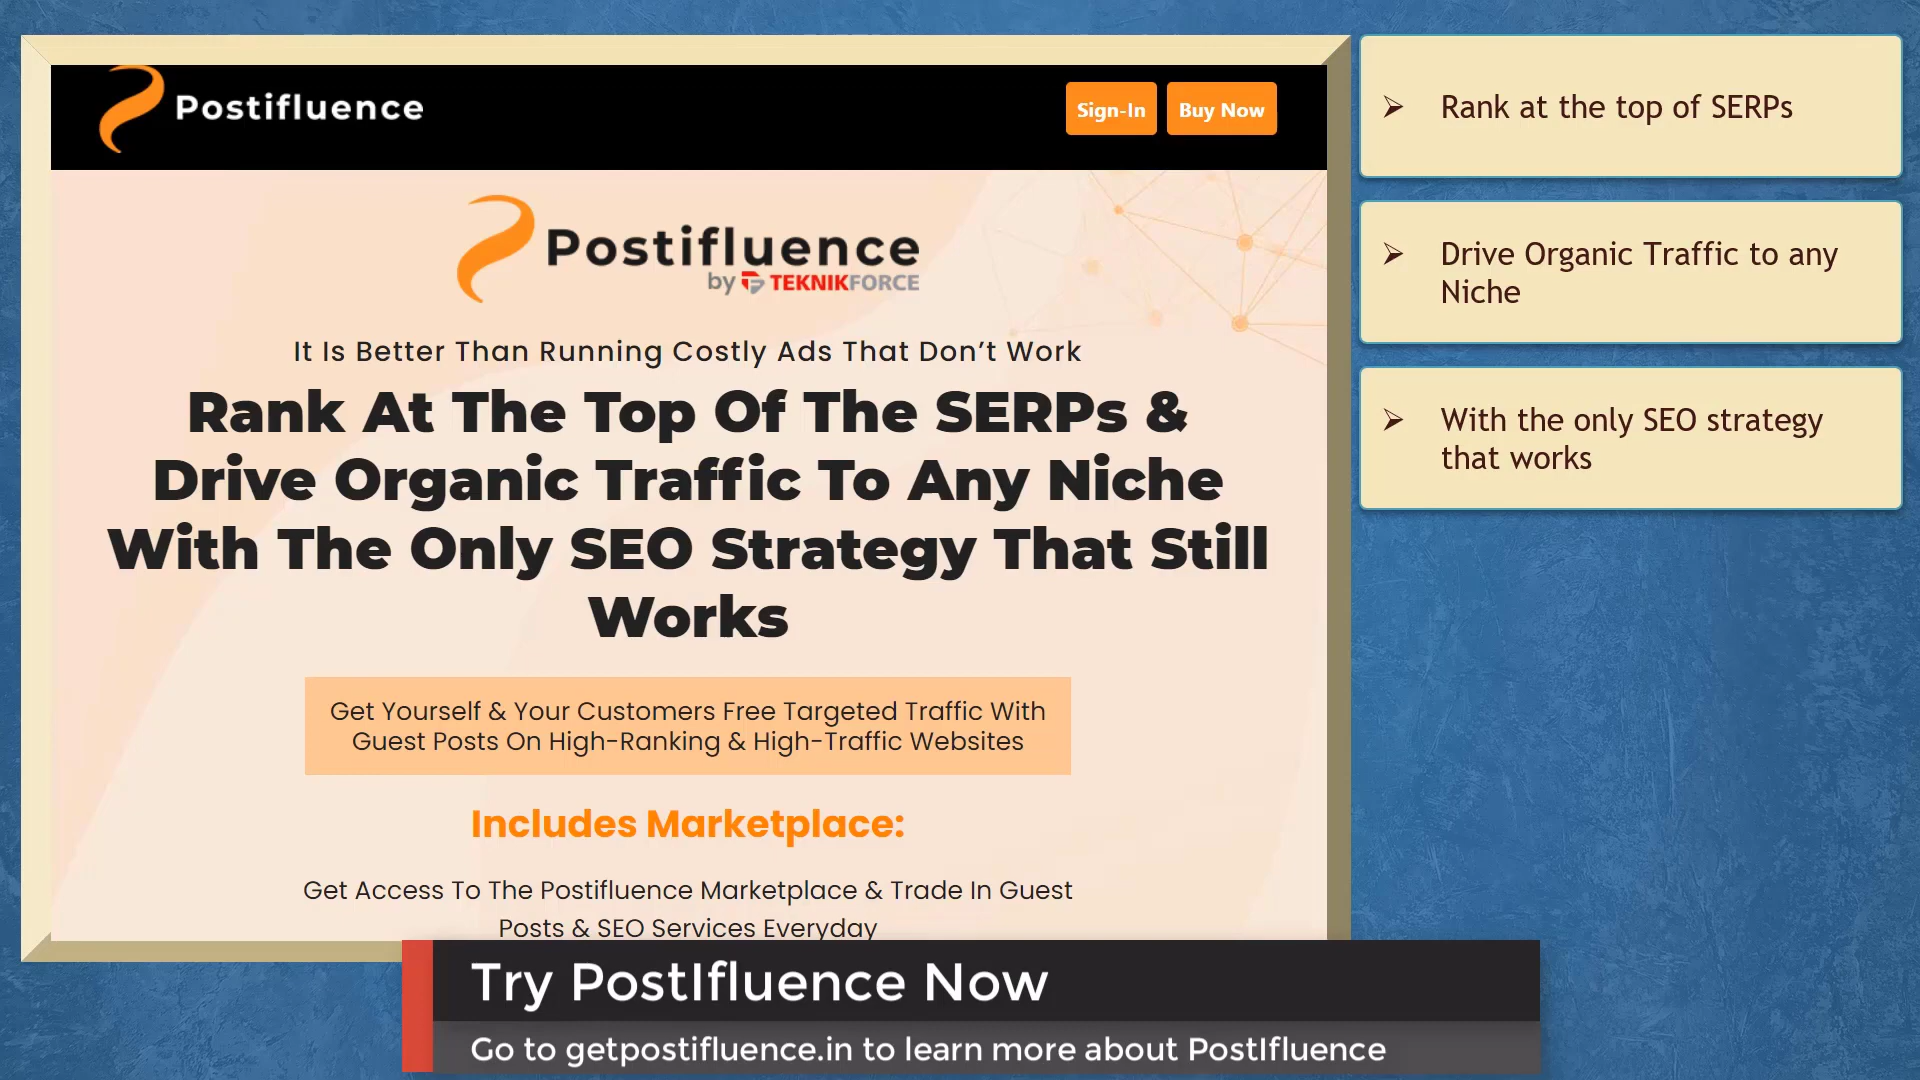 Postifluence
Sign-In
Buy Now
Postifluence
by TEKNIKFORCE
It Is Better Than Running Costly Ads That Don't Work
Rank At The Top Of The SERPs &
Drive Organic Traffic To Any Niche
With The Only SEO Strategy That Still
Works
Get Yourself & Your Customers Free Targeted Traffic With
Guest Posts On High-Ranking & High-Traffic Websites
Includes Marketplace:
Get Access To The Postifluence Marketplace & Trade In Guest
Posts & SEO Services Everyday
Rank at the top of SERPs
Drive Organic Traffic to any
Niche
With the only SEO strategy
that works
Try PostIfluence Now
Go to getpostifluence.in to learn more about PostIfluence